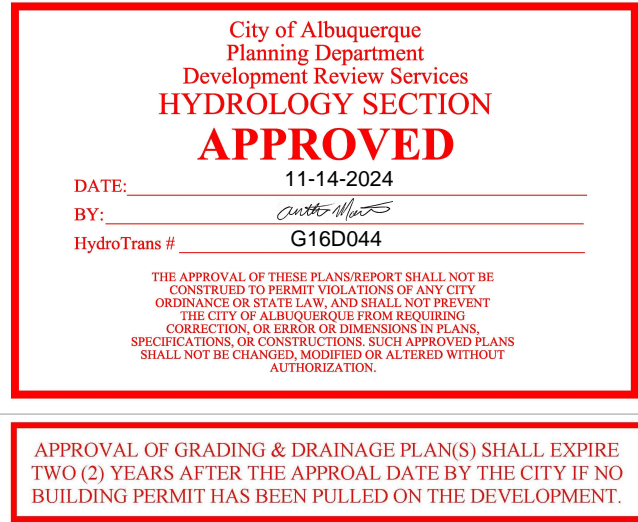 City of Albuquerque
Planning Department
Development Review Services
HYDROLOGY SECTION
APPROVED
DATE: 11-14-2024
BY:
HydroTrans # G16D044
THE APPROVAL OF THESE PLANS/REPORT SHALL NOT BE
CONSTRUED TO PERMIT VIOLATIONS OF ANY CITY
ORDINANCE OR STATE LAW, AND SHALL NOT PREVENT
THE CITY OF ALBUQUERQUE FROM REQUIRING
CORRECTION, OR ERROR OR DIMENSIONS IN PLANS,
SPECIFICATIONS, OR CONSTRUCTIONS. SUCH APPROVED PLANS
SHALL NOT BE CHANGED, MODIFIED OR ALTERED WITHOUT
AUTHORIZATION.
APPROVAL OF GRADING & DRAINAGE PLAN(S) SHALL EXPIRE
TWO (2) YEARS AFTER THE APPROAL DATE BY THE CITY IF NO
BUILDING PERMIT HAS BEEN PULLED ON THE DEVELOPMENT.